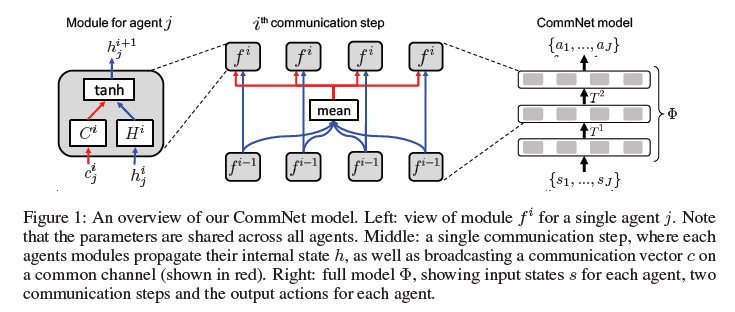 Module for agent j
h_j^{i+1}
tanh
C^i
H^i
c_j^i
h_j^i
i^th communication step
f^i f^i f^i f^i
mean
f^{i-1} f^{i-1} f^{i-1} f^{i-1}
CommNet model
{a_1, ..., a_J}
T^2
T^1
Φ
{s_1, ..., s_J}
Figure 1: An overview of our CommNet model. Left: view of module f^i for a single agent j. Note
that the parameters are shared across all agents. Middle: a single communication step, where each
agents modules propagate their internal state h, as well as broadcasting a communication vector c on
a common channel (shown in red). Right: full model Φ, showing input states s for each agent, two
communication steps and the output actions for each agent.